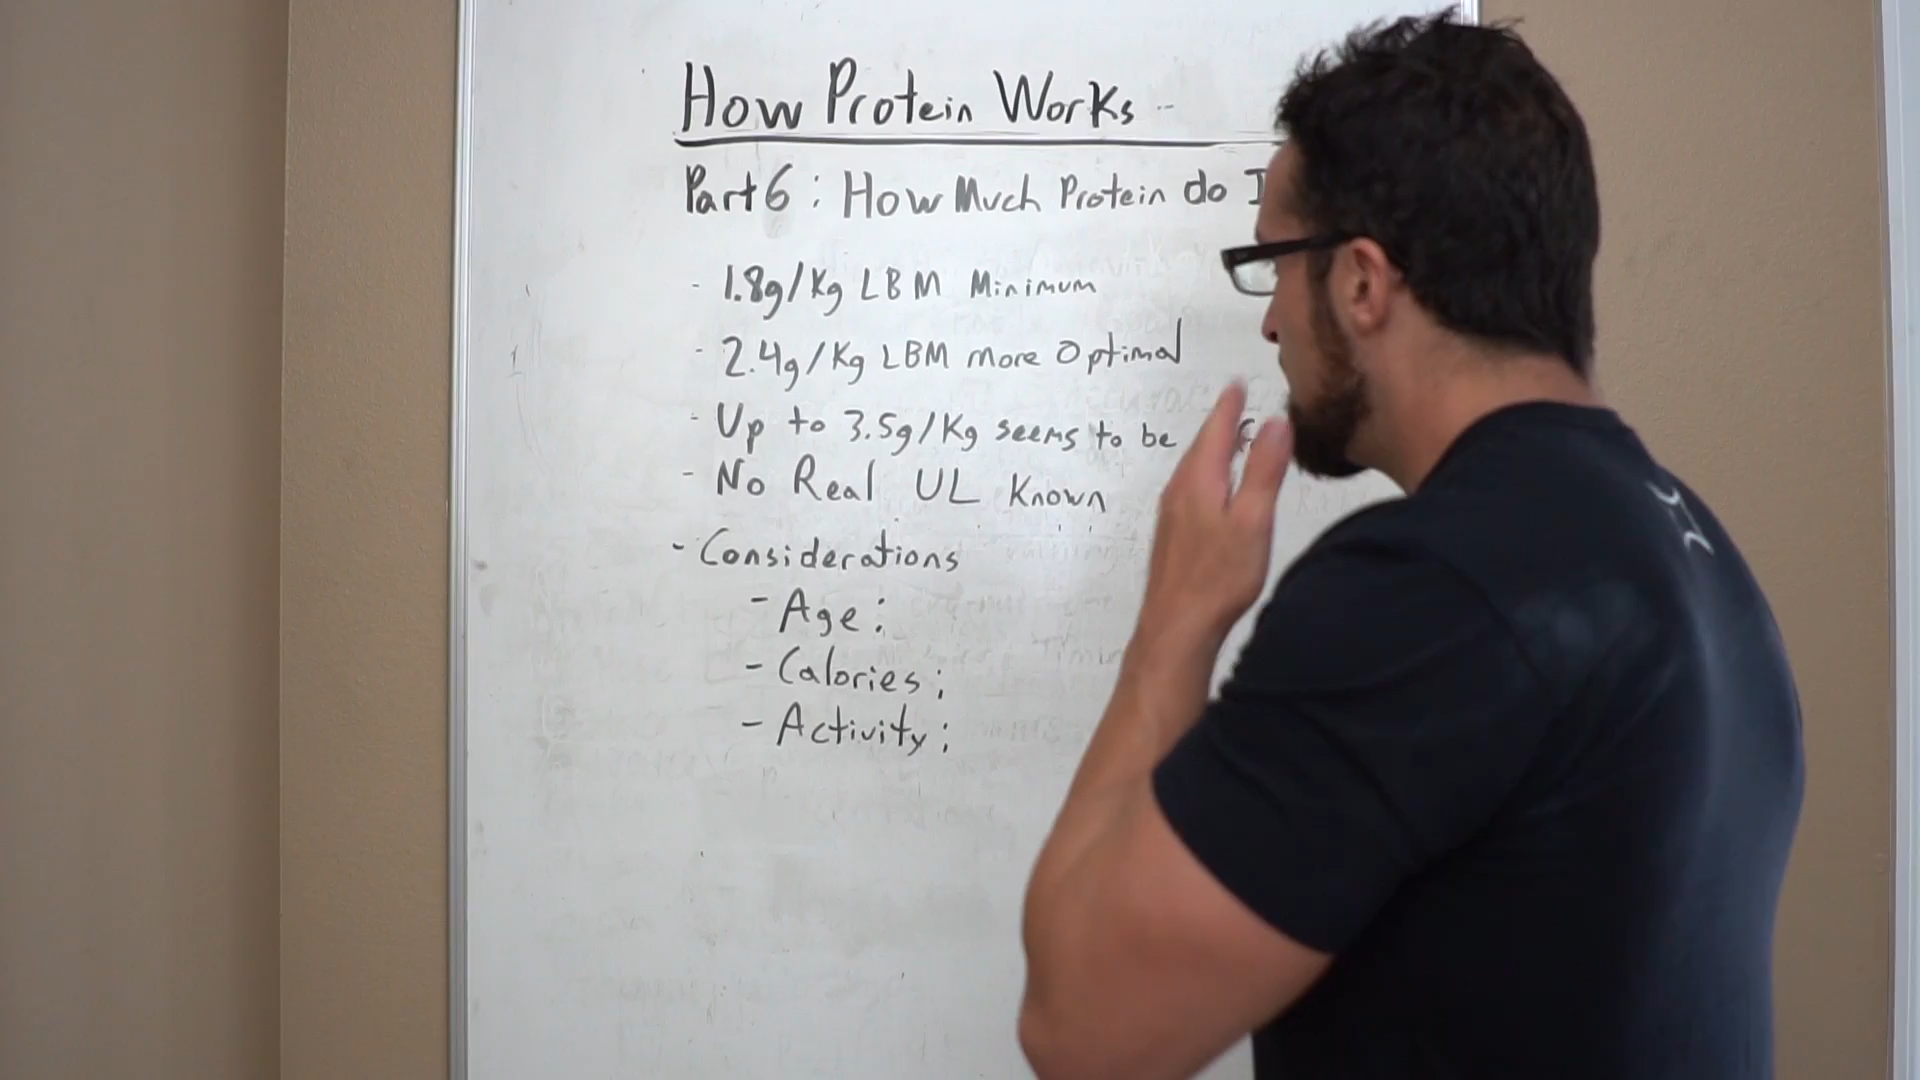 How Protein Works
Part 6: How Much Protein do I
- 1.8g/Kg LBM Minimum
- 2.4g/Kg LBM more Optimal
- Up to 3.5g/Kg seems to be
- No Real UL Known
- Considerations
- Age:
- Calories:
- Activity: